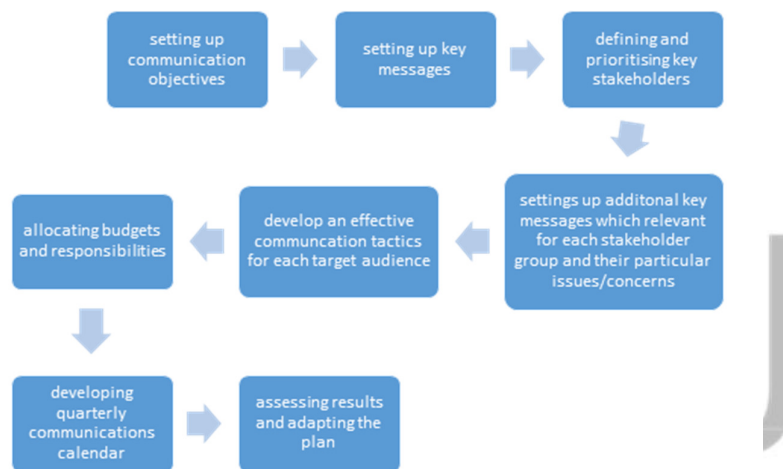 setting up
communication
objectives
setting up key
messages
defining and
prioritising key
stakeholders
settings up additonal key
messages which relevant
for each stakeholder
group and their particular
issues/concerns
develop an effective
communcation tactics
for each target audience
allocating budgets
and responsibilities
developing
quarterly
communications
calendar
assessing results
and adapting the
plan